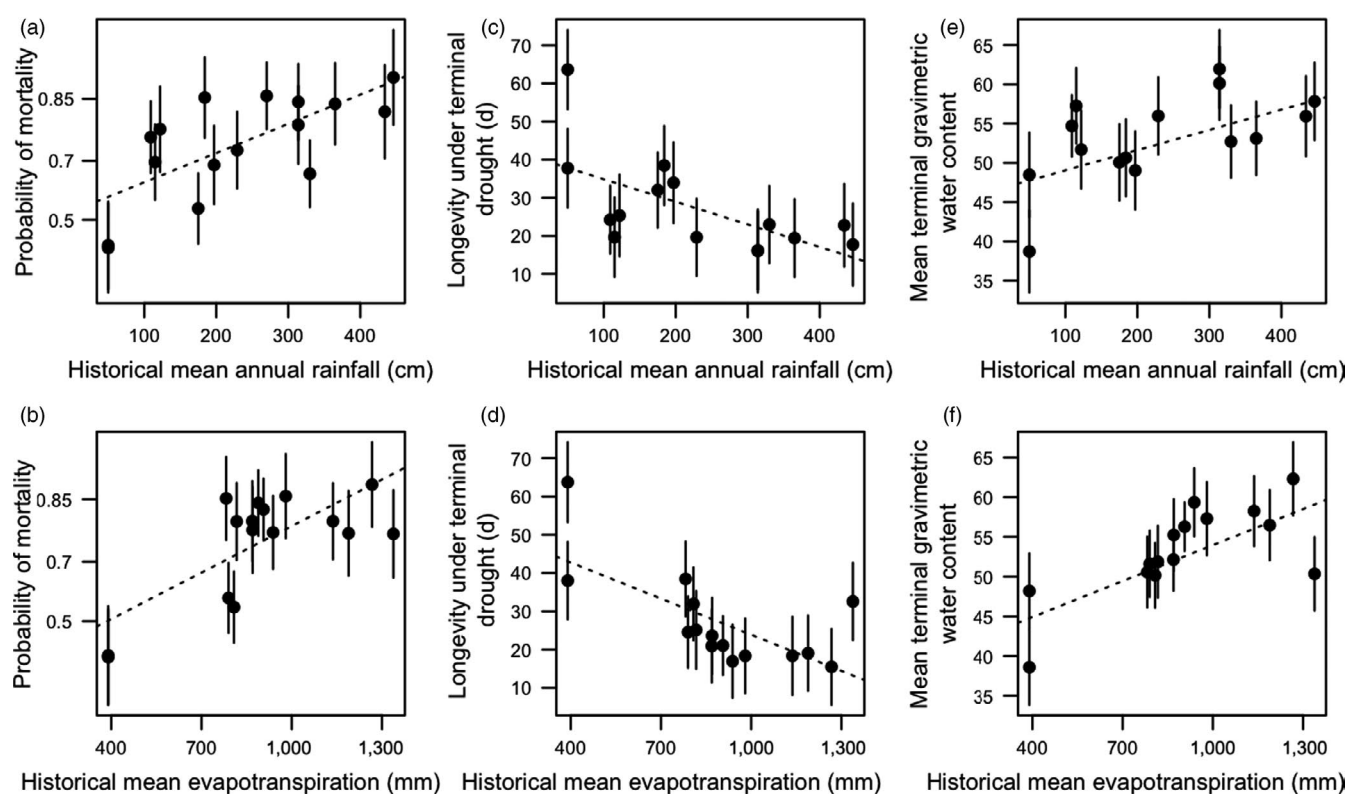 (a)
Probability of mortality
0.85
0.7
0.5
100 200 300 400
Historical mean annual rainfall (cm)
(c)
Longevity under terminal
drought (d)
70
60
50
40
30
20
10
100 200 300 400
Historical mean annual rainfall (cm)
(e)
Mean terminal gravimetric
water content
65
60
55
50
45
40
35
100 200 300 400
Historical mean annual rainfall (cm)
(b)
Probability of mortality
0.85
0.7
0.5
400 700 1,000 1,300
Historical mean evapotranspiration (mm)
(d)
Longevity under terminal
drought (d)
70
60
50
40
30
20
10
400 700 1,000 1,300
Historical mean evapotranspiration (mm)
(f)
Mean terminal gravimetric
water content
65
60
55
50
45
40
35
400 700 1,000 1,300
Historical mean evapotranspiration (mm)